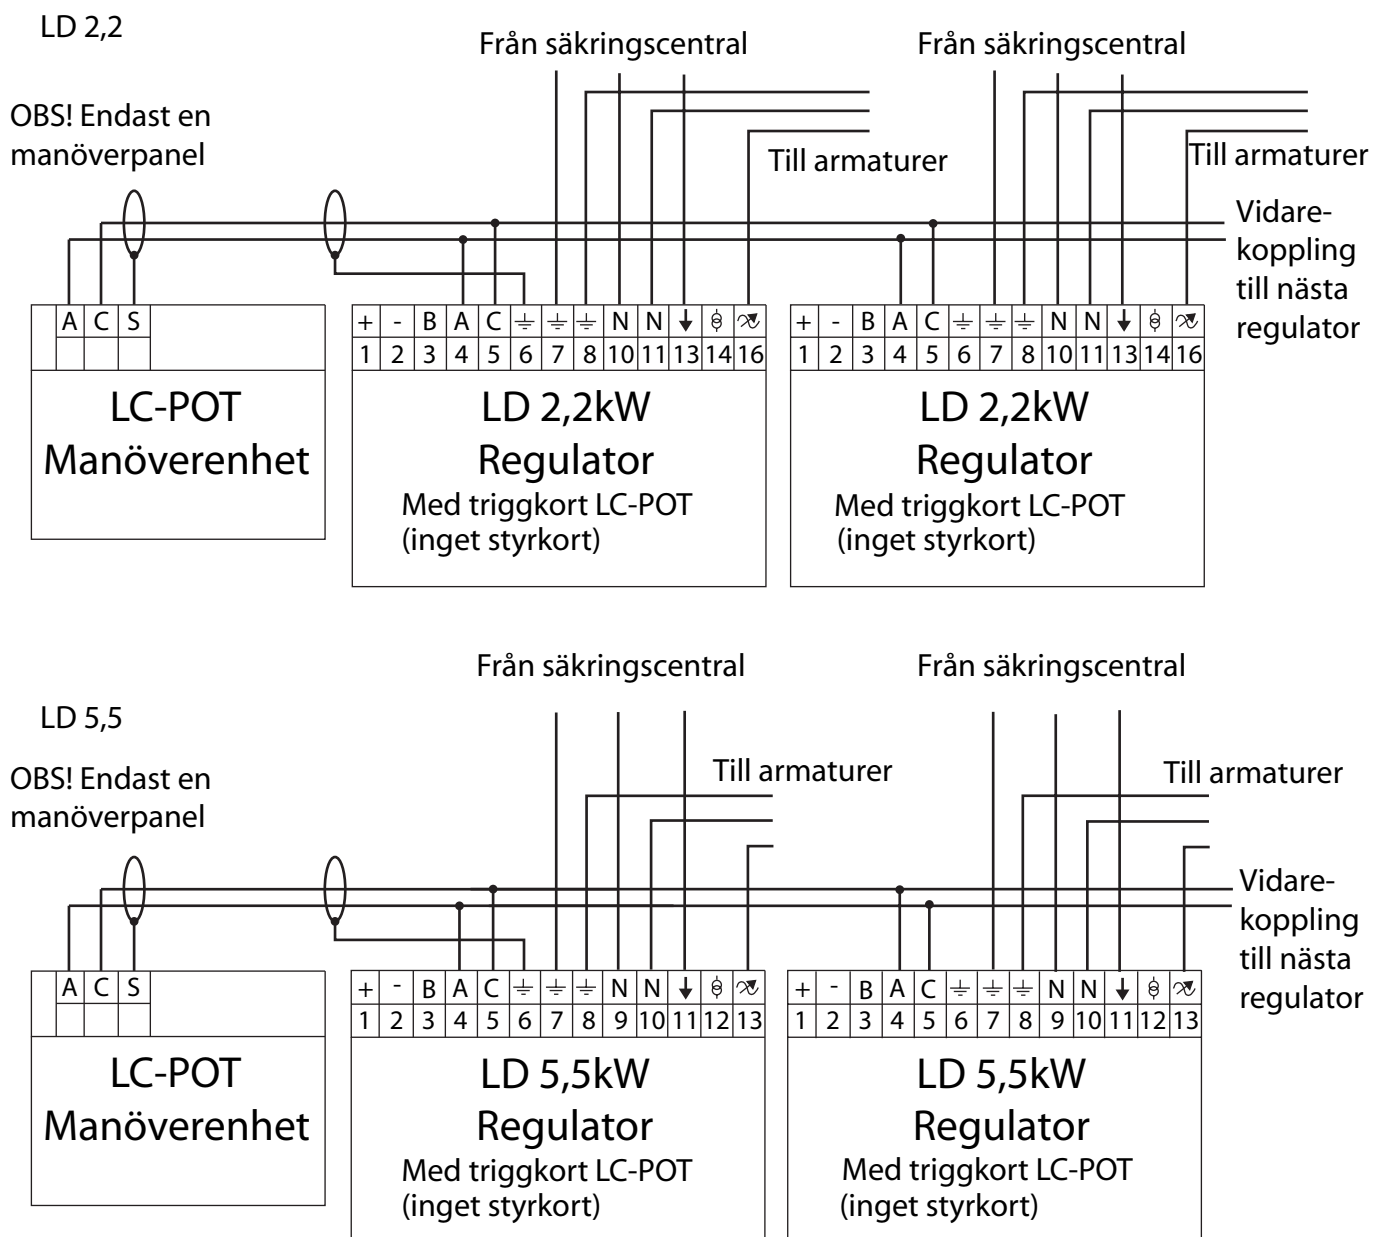 LD 2,2
Från säkringscentral
Från säkringscentral
OBS! Endast en
manöverpanel
Till armaturer
Till armaturer
Vidare-
koppling
till nästa
regulator
A C S
+ - B A C N N
1 2 3 4 5 6 7 8 10 11 13 14 16
+ - B A C N N
1 2 3 4 5 6 7 8 10 11 13 14 16
LC-POT
Manöverenhet
LD 2,2kW
Regulator
Med triggkort LC-POT
(inget styrkort)
LD 2,2kW
Regulator
Med triggkort LC-POT
(inget styrkort)
Från säkringscentral
Från säkringscentral
LD 5,5
OBS! Endast en
manöverpanel
Till armaturer
Till armaturer
Vidare-
koppling
till nästa
regulator
A C S
+ - B A C N N
1 2 3 4 5 6 7 8 9 10 11 12 13
+ - B A C N N
1 2 3 4 5 6 7 8 9 10 11 12 13
LC-POT
Manöverenhet
LD 5,5kW
Regulator
Med triggkort LC-POT
(inget styrkort)
LD 5,5kW
Regulator
Med triggkort LC-POT
(inget styrkort)